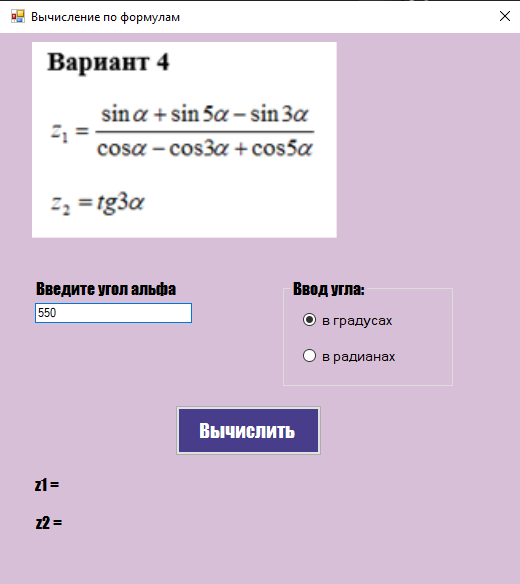 Вычисление по формулам
Вариант 4
z₁ = (sin α + sin 5α − sin 3α) / (cos α − cos 3α + cos 5α)
z₂ = tg3α
Введите угол альфа
550
Ввод угла:
в градусах
в радианах
Вычислить
z1 =
z2 =